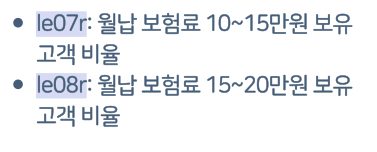 • le07r: 월납 보험료 10~15만원 보유
고객 비율
• le08r: 월납 보험료 15~20만원 보유
고객 비율